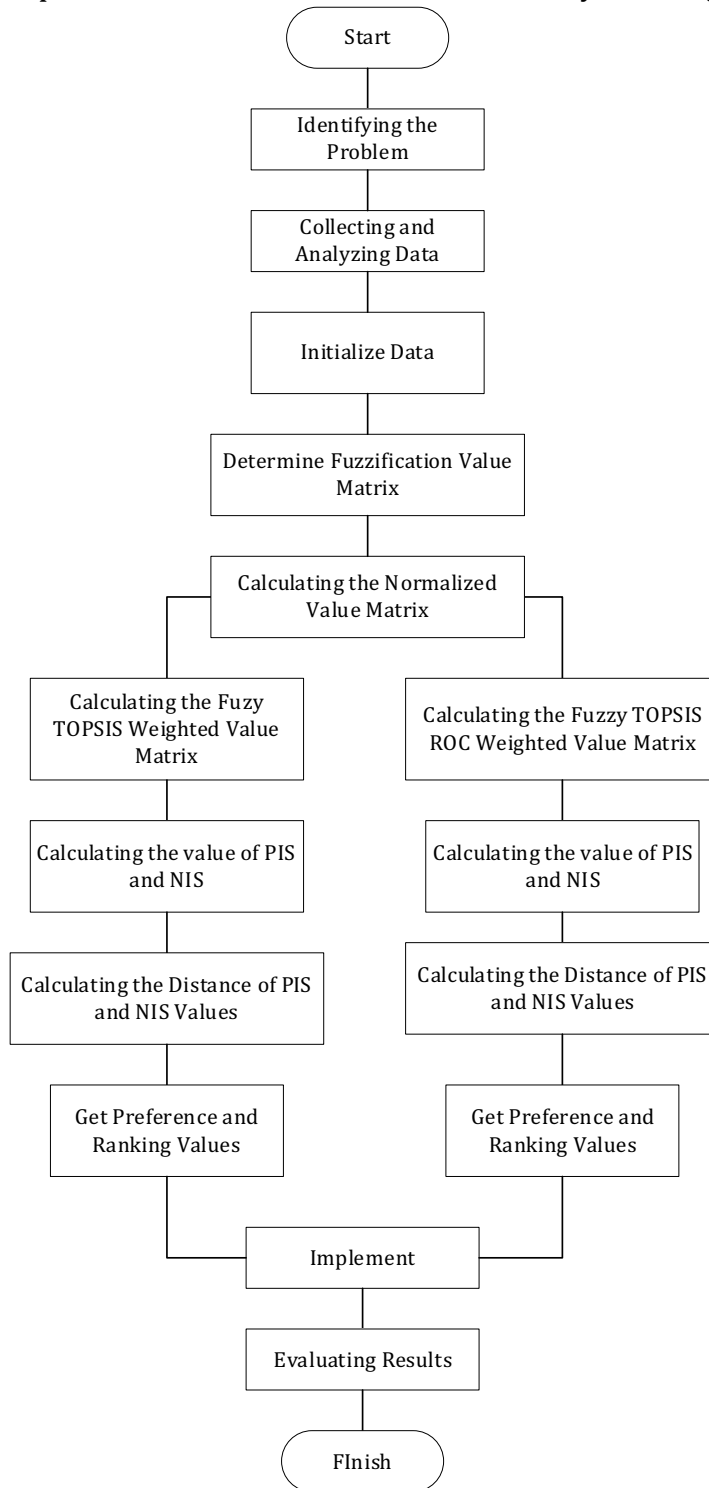 Start
Identifying the
Problem
Collecting and
Analyzing Data
Initialize Data
Determine Fuzzification Value
Matrix
Calculating the Normalized
Value Matrix
Calculating the Fuzy
TOPSIS Weighted Value
Matrix
Calculating the value of PIS
and NIS
Calculating the Distance of PIS
and NIS Values
Get Preference and
Ranking Values
Calculating the Fuzzy TOPSIS
ROC Weighted Value Matrix
Calculating the value of PIS
and NIS
Calculating the Distance of PIS
and NIS Values
Get Preference and
Ranking Values
Implement
Evaluating Results
FInish